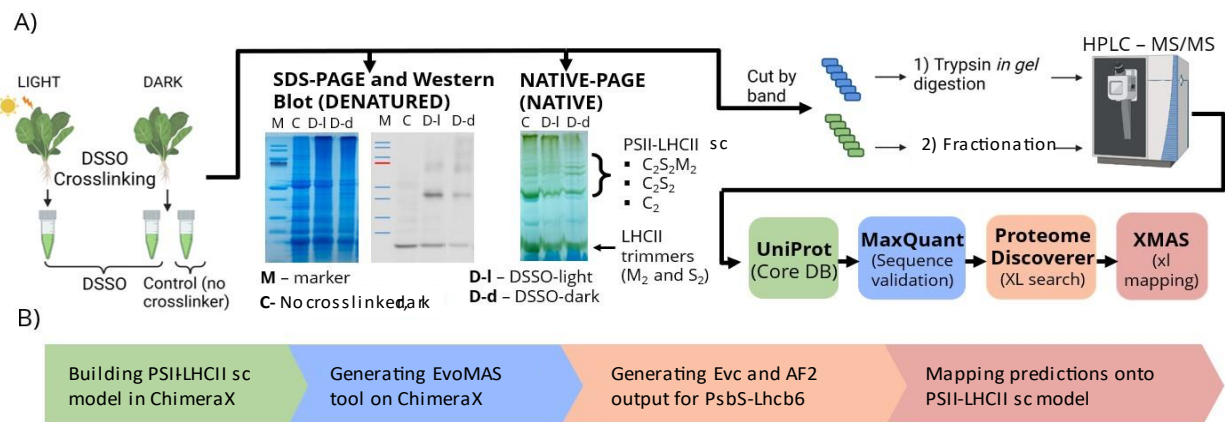 A)
LIGHT
DARK
DSSO
Crosslinking
DSSO
Control (no
crosslinker)
SDS-PAGE and Western
Blot (DENATURED)
M C D-l D-d
M C D-l D-d
M – marker
C- No crosslinked, dark
NATIVE-PAGE
(NATIVE)
C D-l D-d
D-l – DSSO-light
D-d – DSSO-dark
PSII-LHCII sc
▪ C₂S₂M₂
▪ C₂S₂
▪ C₂
LHCII
trimmers
(M₂ and S₂)
Cut by
band
1) Trypsin in gel
digestion
2) Fractionation
HPLC – MS/MS
UniProt
(Core DB)
MaxQuant
(Sequence
validation)
Proteome
Discoverer
(XL search)
XMAS
(xl
mapping)
B)
Building PSII-LHCII sc
model in ChimeraX
Generating EvoMAS
tool on ChimeraX
Generating Evc and AF2
output for PsbS-Lhcb6
Mapping predictions onto
PSII-LHCII sc model